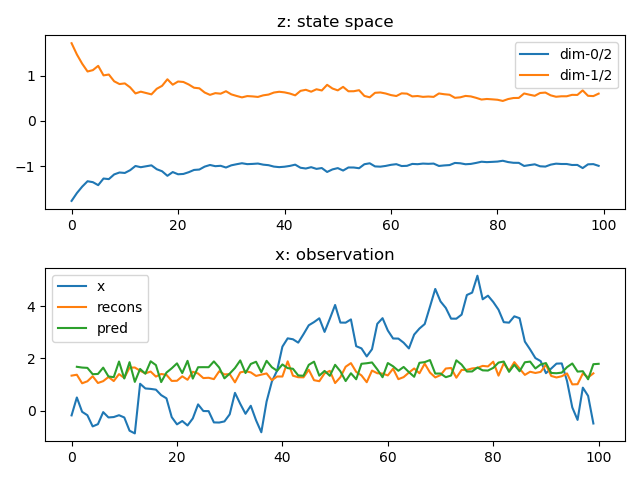 z: state space
dim-0/2
dim-1/2
1
0
−1
0 20 40 60 80 100
x: observation
x
recons
pred
4
2
0
0 20 40 60 80 100